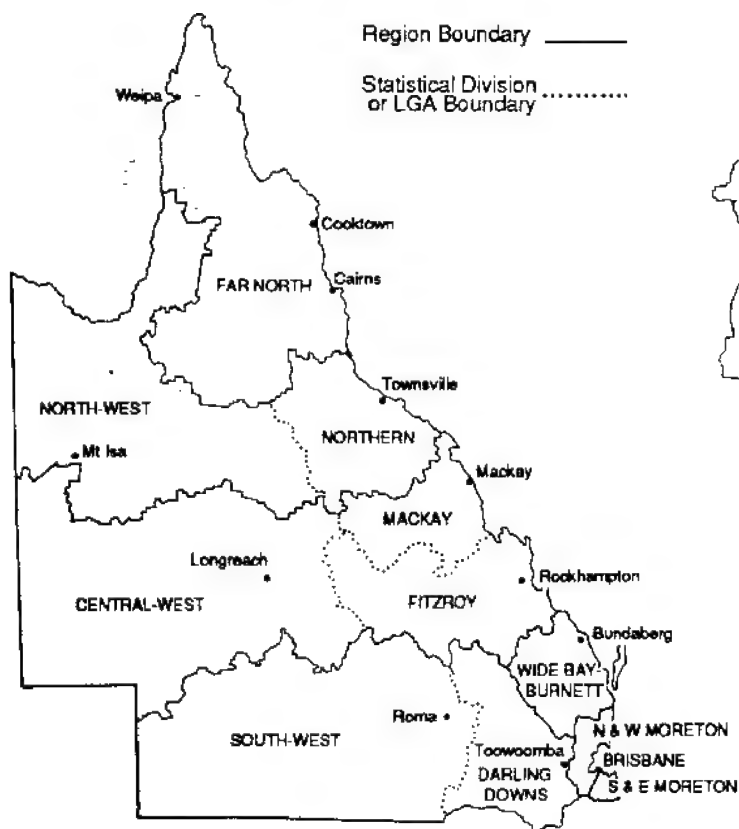 Region Boundary
Statistical Division
or LGA Boundary
Weipa
Cooktown
FAR NORTH
Cairns
Townsville
NORTH-WEST
NORTHERN
Mt Isa
Mackay
MACKAY
Longreach
Rockhampton
CENTRAL-WEST
FITZROY
Bundaberg
WIDE BAY-
BURNETT
Roma
N & W MORETON
SOUTH-WEST
Toowoomba
BRISBANE
DARLING
DOWNS
S & E MORETON